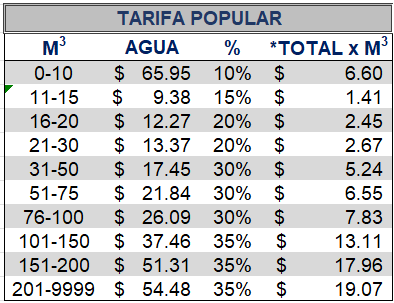 TARIFA POPULAR
M³ AGUA % *TOTAL x M³
0-10 $ 65.95 10% $ 6.60
11-15 $ 9.38 15% $ 1.41
16-20 $ 12.27 20% $ 2.45
21-30 $ 13.37 20% $ 2.67
31-50 $ 17.45 30% $ 5.24
51-75 $ 21.84 30% $ 6.55
76-100 $ 26.09 30% $ 7.83
101-150 $ 37.46 35% $ 13.11
151-200 $ 51.31 35% $ 17.96
201-9999 $ 54.48 35% $ 19.07